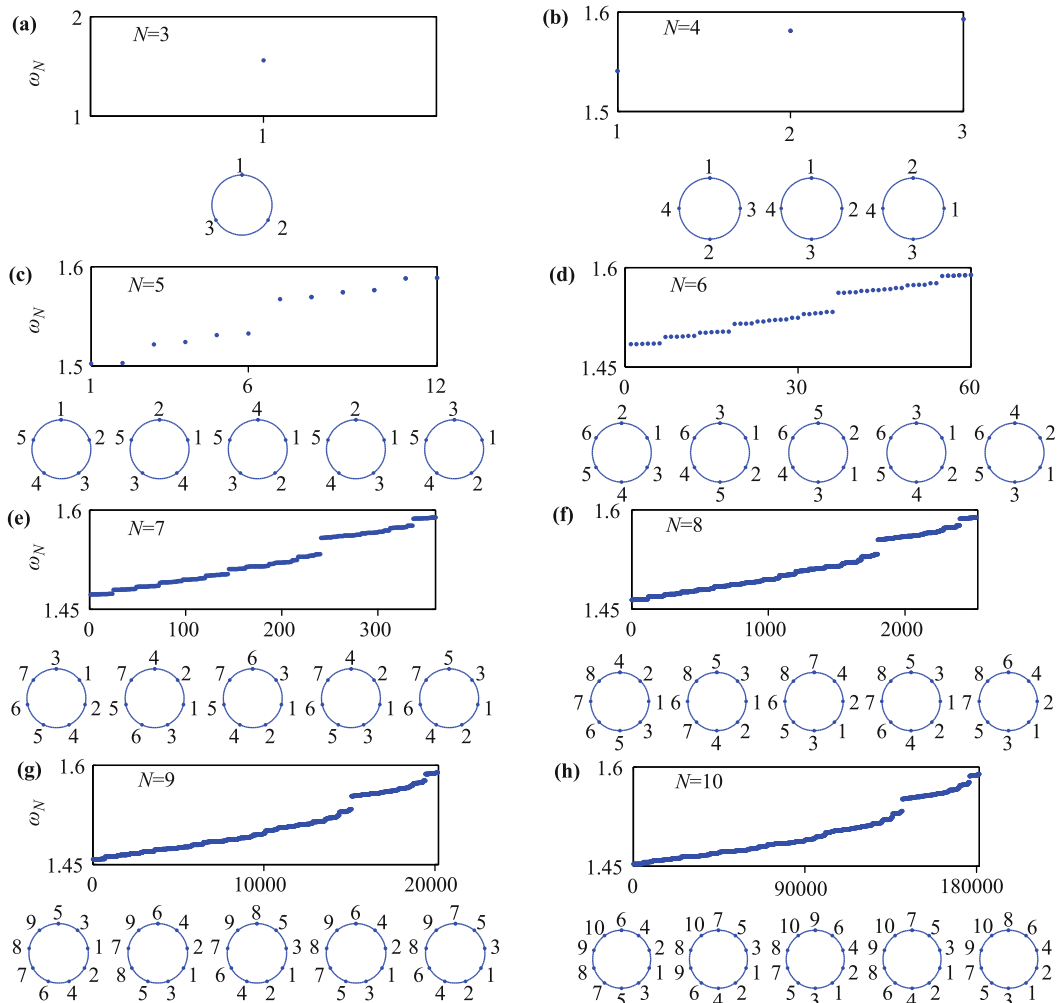 (a)
2
N=3
ω_N
1
1
1
3 2
(b)
1.6
N=4
1.5
1 2 3
1 1 2
4 3 4 2 4 1
2 3 3
(c)
1.6
N=5
ω_N
1.5
1 6 12
1 2 4 2 3
5 2 5 1 5 1 5 1 5 1
4 3 3 4 3 2 4 3 4 2
(d)
1.6
N=6
1.45
0 30 60
2 3 5 3 4
6 1 6 1 6 2 6 1 6 2
5 3 4 2 4 1 5 2 5 1
4 5 3 4 3
(e)
1.6
N=7
ω_N
1.45
0 100 200 300
3 4 6 4 5
7 1 7 2 7 3 7 2 7 3
6 2 5 1 5 1 6 1 6 1
5 4 6 3 4 2 5 3 4 2
(f)
1.6
N=8
1.45
0 1000 2000
4 5 7 5 6
8 2 8 3 8 4 8 3 8 4
7 1 6 1 6 2 7 1 7 2
6 3 7 2 5 1 6 2 5 1
5 4 3 4 3
(g)
1.6
N=9
ω_N
1.45
0 10000 20000
9 5 3 9 6 4 9 8 5 9 6 4 9 7 5
8 1 7 2 7 3 8 2 8 3
7 2 8 1 6 1 7 1 6 1
6 4 5 3 4 2 5 3 4 2
(h)
1.6
N=10
1.45
0 90000 180000
10 6 4 10 7 5 10 9 6 10 7 5 10 8 6
9 2 8 3 8 4 9 3 9 4
8 1 9 1 7 2 8 1 7 2
7 3 6 2 5 1 6 2 5 1
5 4 3 4 3